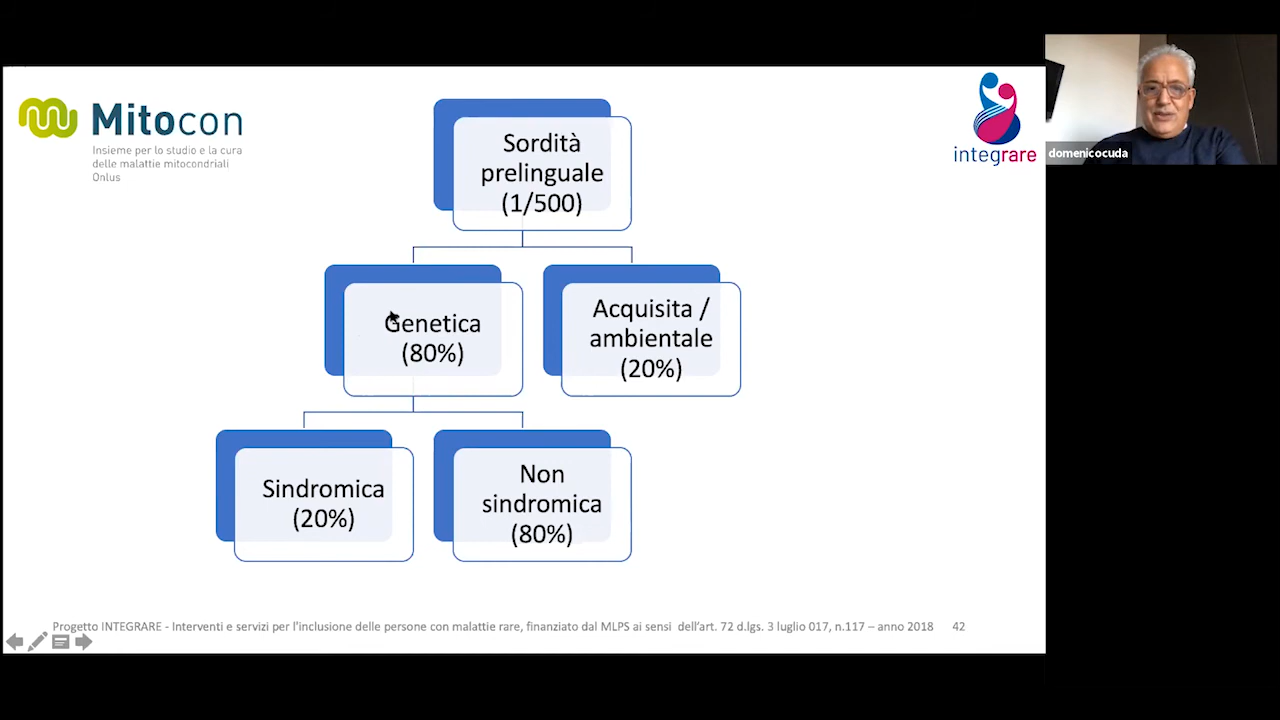 Mitocon
Insieme per lo studio e la cura
delle malattie mitocondriali
Onlus
integrare
domenicocuda
Sordità
prelinguale
(1/500)
Genetica
(80%)
Acquisita /
ambientale
(20%)
Sindromica
(20%)
Non
sindromica
(80%)
Progetto INTEGRARE - Interventi e servizi per l'inclusione delle persone con malattie rare, finanziato dal MLPS ai sensi dell'art. 72 d.lgs. 3 luglio 017, n.117 – anno 2018 42